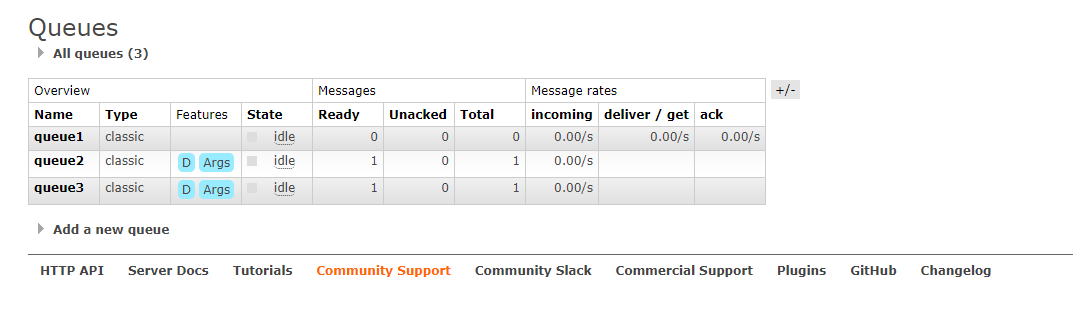 Queues
All queues (3)
Overview Messages Message rates +/-
Name Type Features State Ready Unacked Total incoming deliver / get ack
queue1 classic idle 0 0 0 0.00/s 0.00/s 0.00/s
queue2 classic D Args idle 1 0 1 0.00/s
queue3 classic D Args idle 1 0 1 0.00/s
Add a new queue
HTTP API Server Docs Tutorials Community Support Community Slack Commercial Support Plugins GitHub Changelog